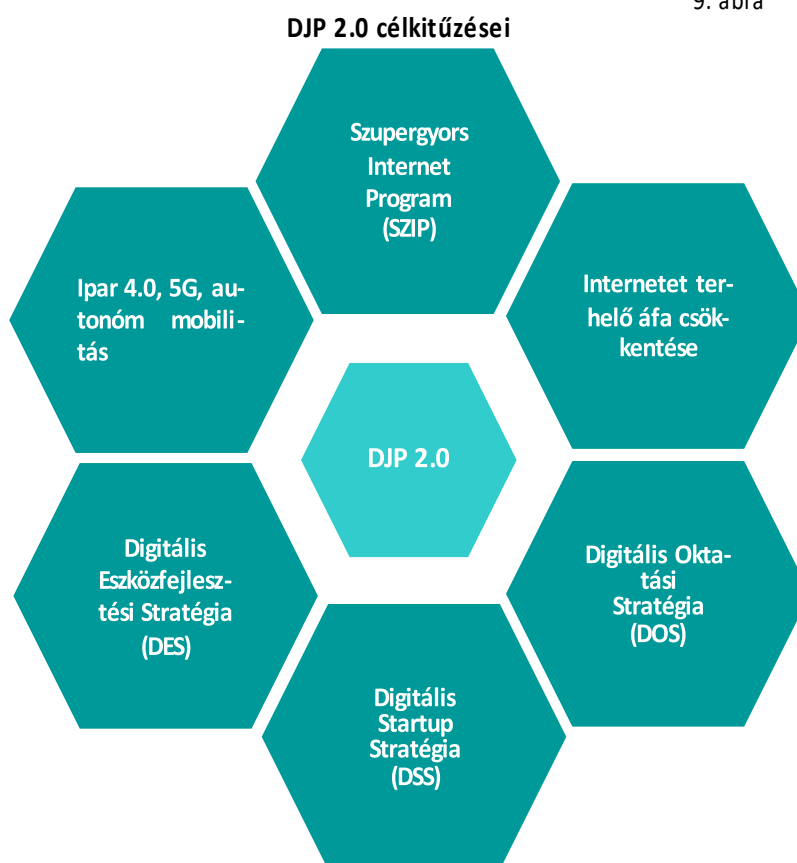 9. ábra
DJP 2.0 célkitűzései
Szupergyors
Internet
Program
(SZIP)
Ipar 4.0, 5G, au-
tonóm mobili-
tás
Internetet ter-
helő áfa csök-
kentése
DJP 2.0
Digitális
Eszközfejlesz-
tési Stratégia
(DES)
Digitális Okta-
tási
Stratégia
(DOS)
Digitális
Startup
Stratégia
(DSS)